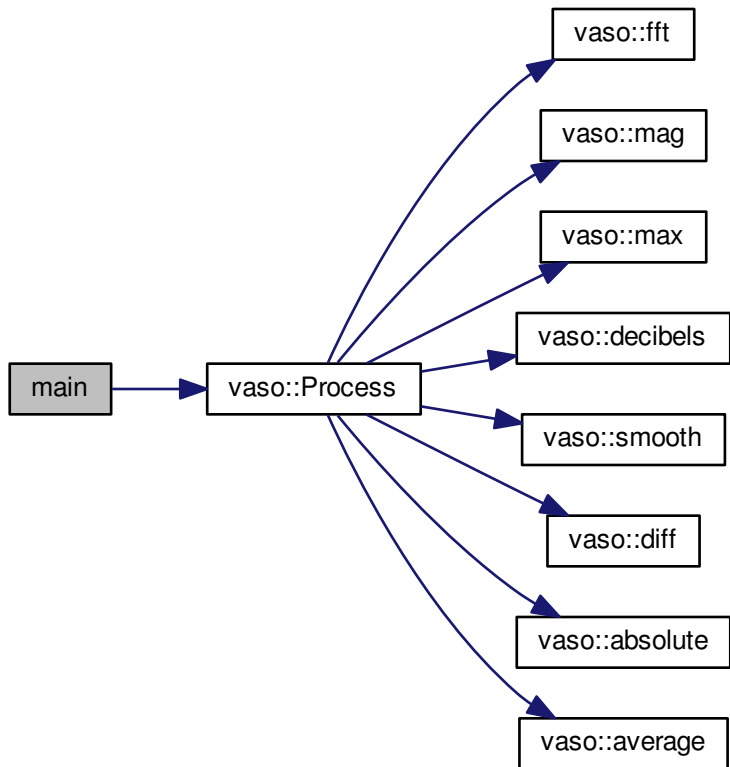 vaso::fft
vaso::mag
vaso::max
vaso::decibels
main
vaso::Process
vaso::smooth
vaso::diff
vaso::absolute
vaso::average